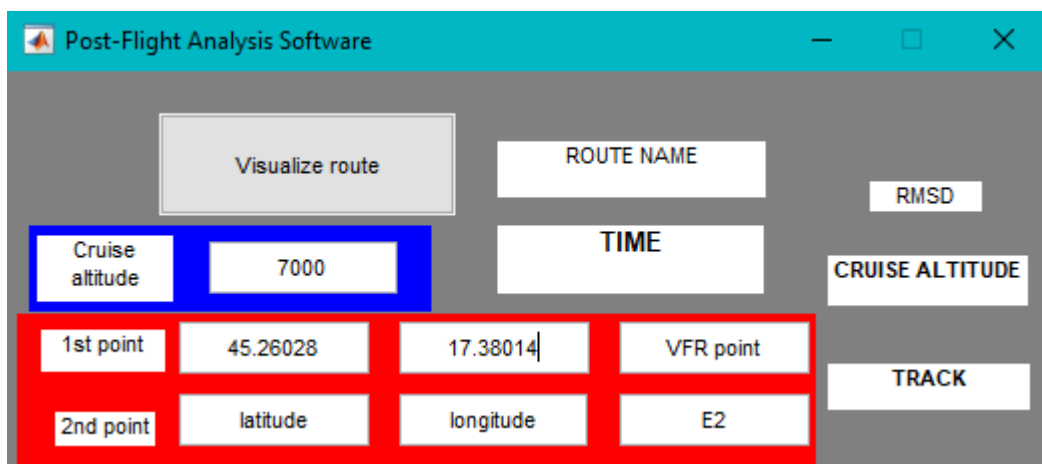 Post-Flight Analysis Software
Visualize route
ROUTE NAME
RMSD
Cruise
altitude
7000
TIME
CRUISE ALTITUDE
1st point
45.26028
17.38014
VFR point
TRACK
2nd point
latitude
longitude
E2